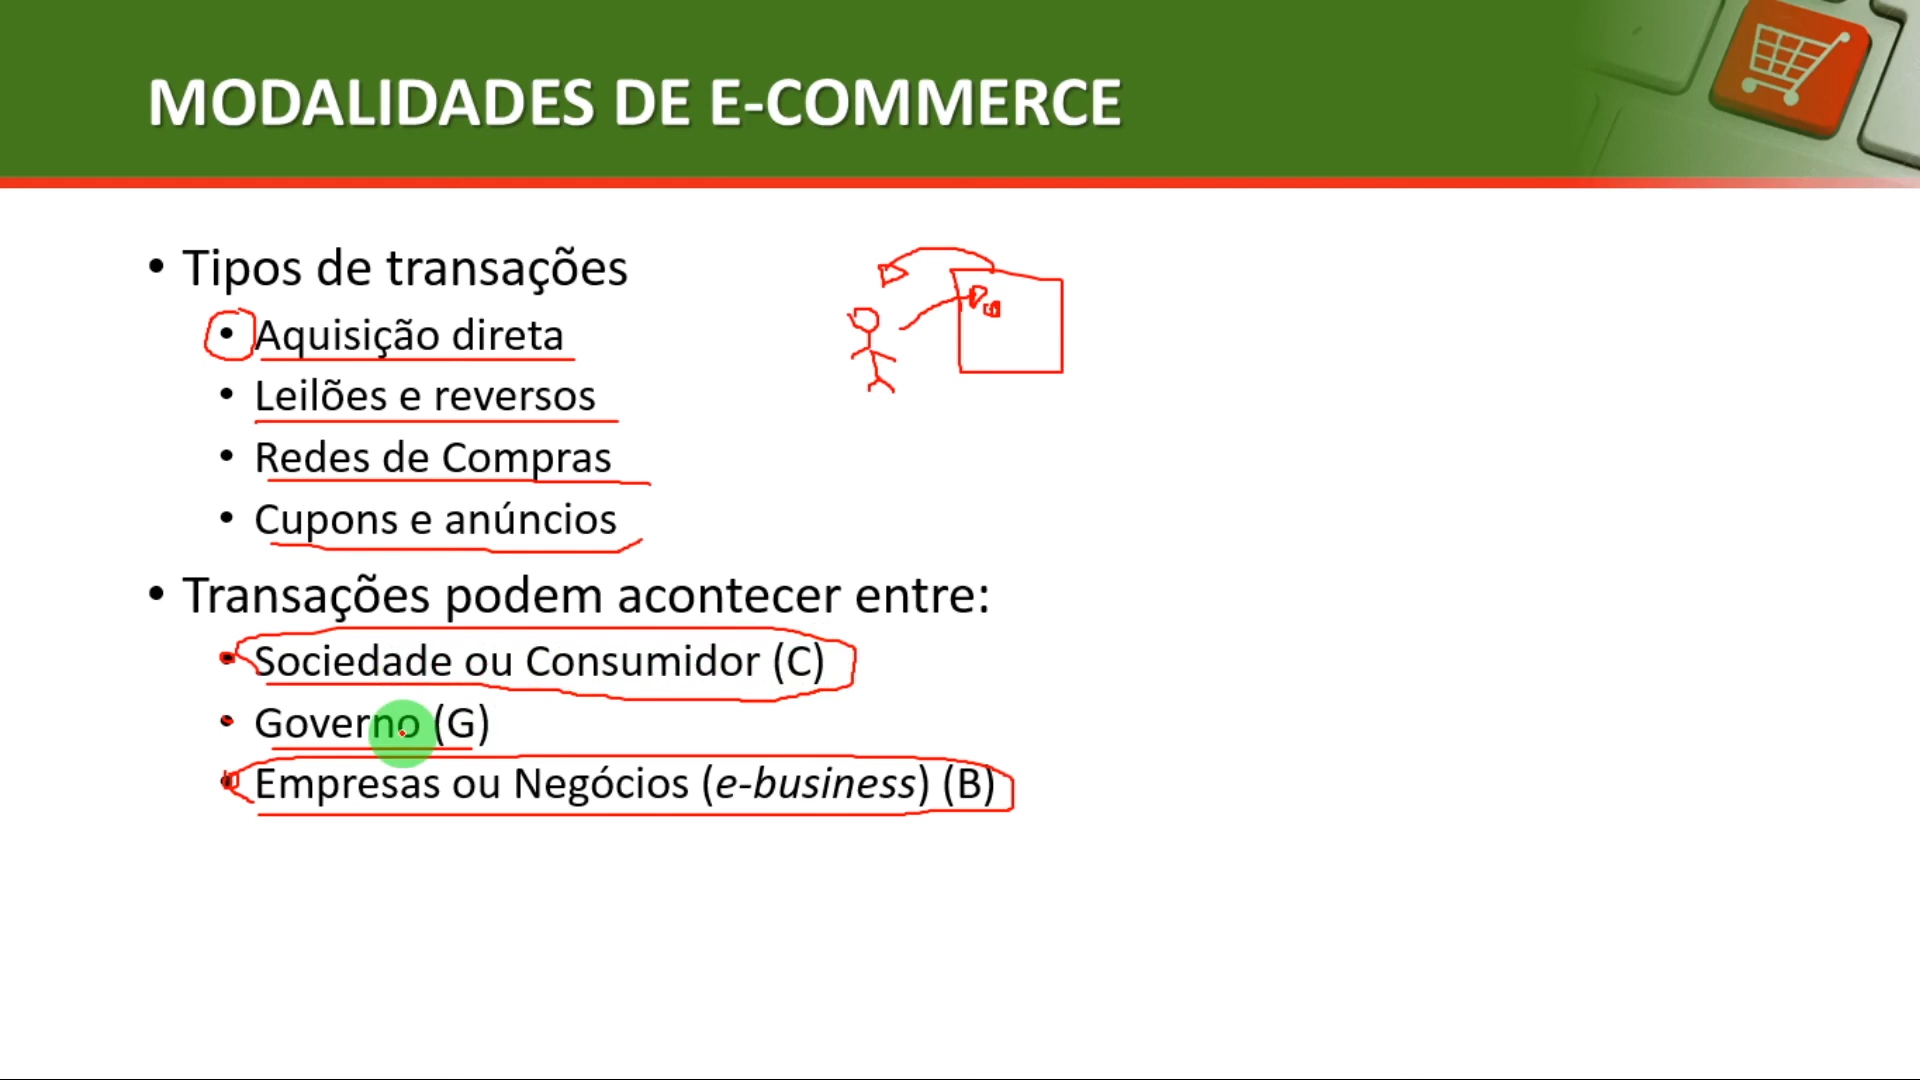 MODALIDADES DE E-COMMERCE
• Tipos de transações
• Aquisição direta
• Leilões e reversos
• Redes de Compras
• Cupons e anúncios
• Transações podem acontecer entre:
• Sociedade ou Consumidor (C)
• Governo (G)
• Empresas ou Negócios (e-business) (B)